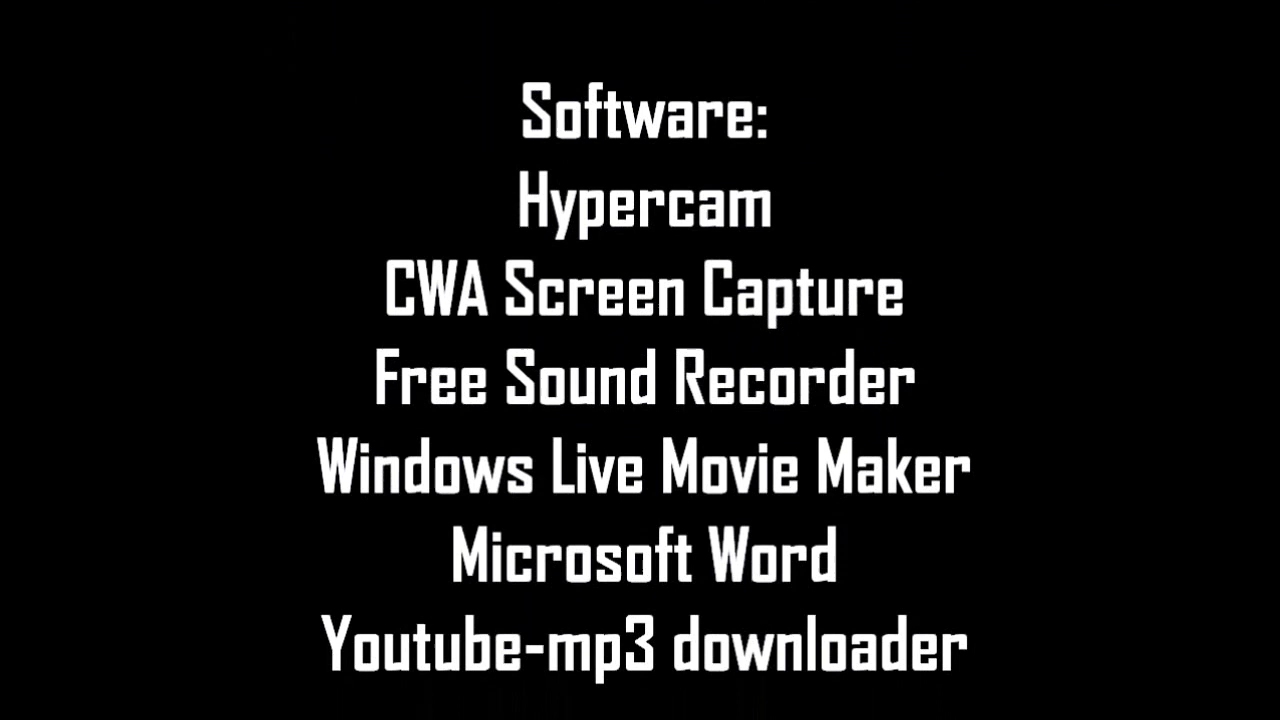 Software:
Hypercam
CWA Screen Capture
Free Sound Recorder
Windows Live Movie Maker
Microsoft Word
Youtube-mp3 downloader